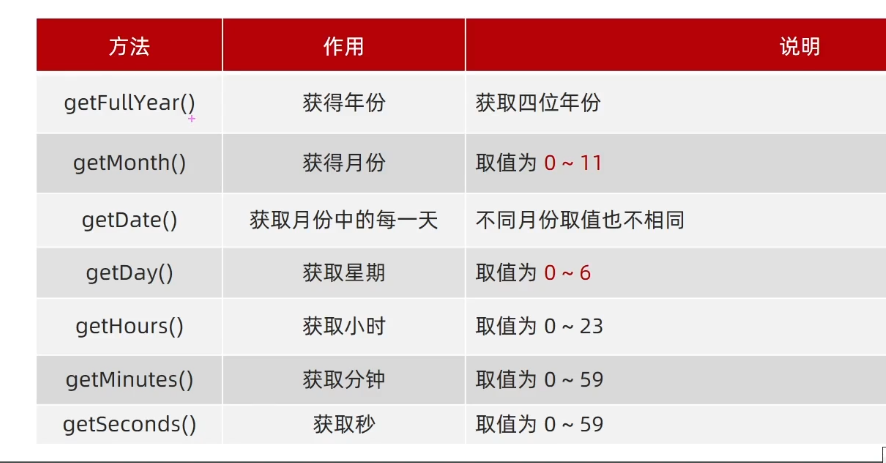 方法 作用 说明
getFullYear() 获得年份 获取四位年份
getMonth() 获得月份 取值为 0 ~ 11
getDate() 获取月份中的每一天 不同月份取值也不相同
getDay() 获取星期 取值为 0 ~ 6
getHours() 获取小时 取值为 0 ~ 23
getMinutes() 获取分钟 取值为 0 ~ 59
getSeconds() 获取秒 取值为 0 ~ 59